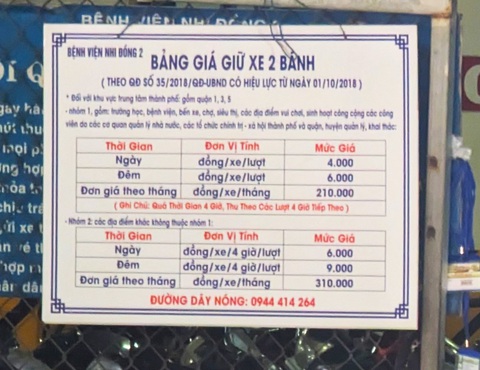 BỆNH VIỆN NHI ĐỒNG 2
BỆNH VIỆN NHI ĐỒNG 2
BẢNG GIÁ GIỮ XE 2 BÁNH
( THEO QĐ SỐ 35/2018/QĐ-UBND CÓ HIỆU LỰC TỪ NGÀY 01/10/2018 )
* Đối với khu vực trung tâm thành phố: gồm quận 1, 3, 5
- nhóm 1, gồm: trường học, bệnh viện, bến xe, chợ, siêu thị, các địa điểm vui chơi, sinh hoạt công cộng các công
viên do các cơ quan quản lý nhà nước, các tổ chức chính trị - xã hội thành phố và quận, huyện quản lý, khai thác:
Thời Gian Đơn Vị Tính Mức Giá
Ngày đồng/xe/lượt 4.000
Đêm đồng/xe/lượt 6.000
Đơn giá theo tháng đồng/xe/tháng 210.000
( Ghi Chú: Quá Thời Gian 4 Giờ, Thu Theo Các Lượt 4 Giờ Tiếp Theo )
- Nhóm 2: các địa điểm khác không thuộc nhóm 1:
Thời Gian Đơn Vị Tính Mức Giá
Ngày đồng/xe/4 giờ/lượt 6.000
Đêm đồng/xe/4 giờ/lượt 9.000
Đơn giá theo tháng đồng/xe/tháng 310.000
ĐƯỜNG DÂY NÓNG: 0944 414 264